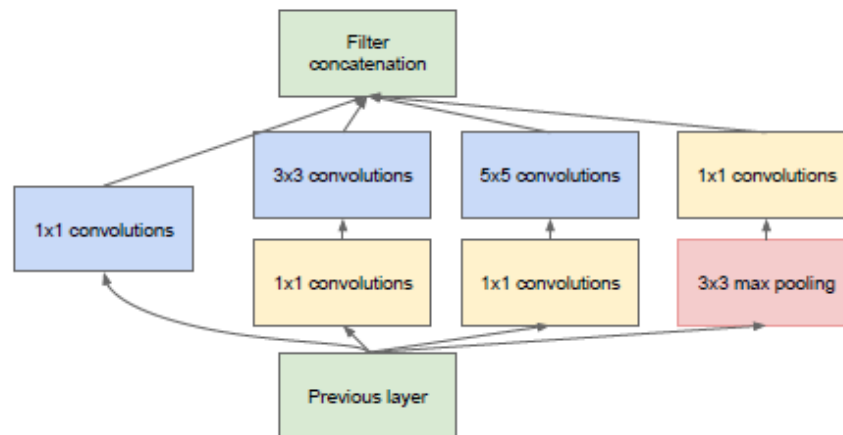 Filter
concatenation
3x3 convolutions
5x5 convolutions
1x1 convolutions
1x1 convolutions
1x1 convolutions
1x1 convolutions
3x3 max pooling
Previous layer